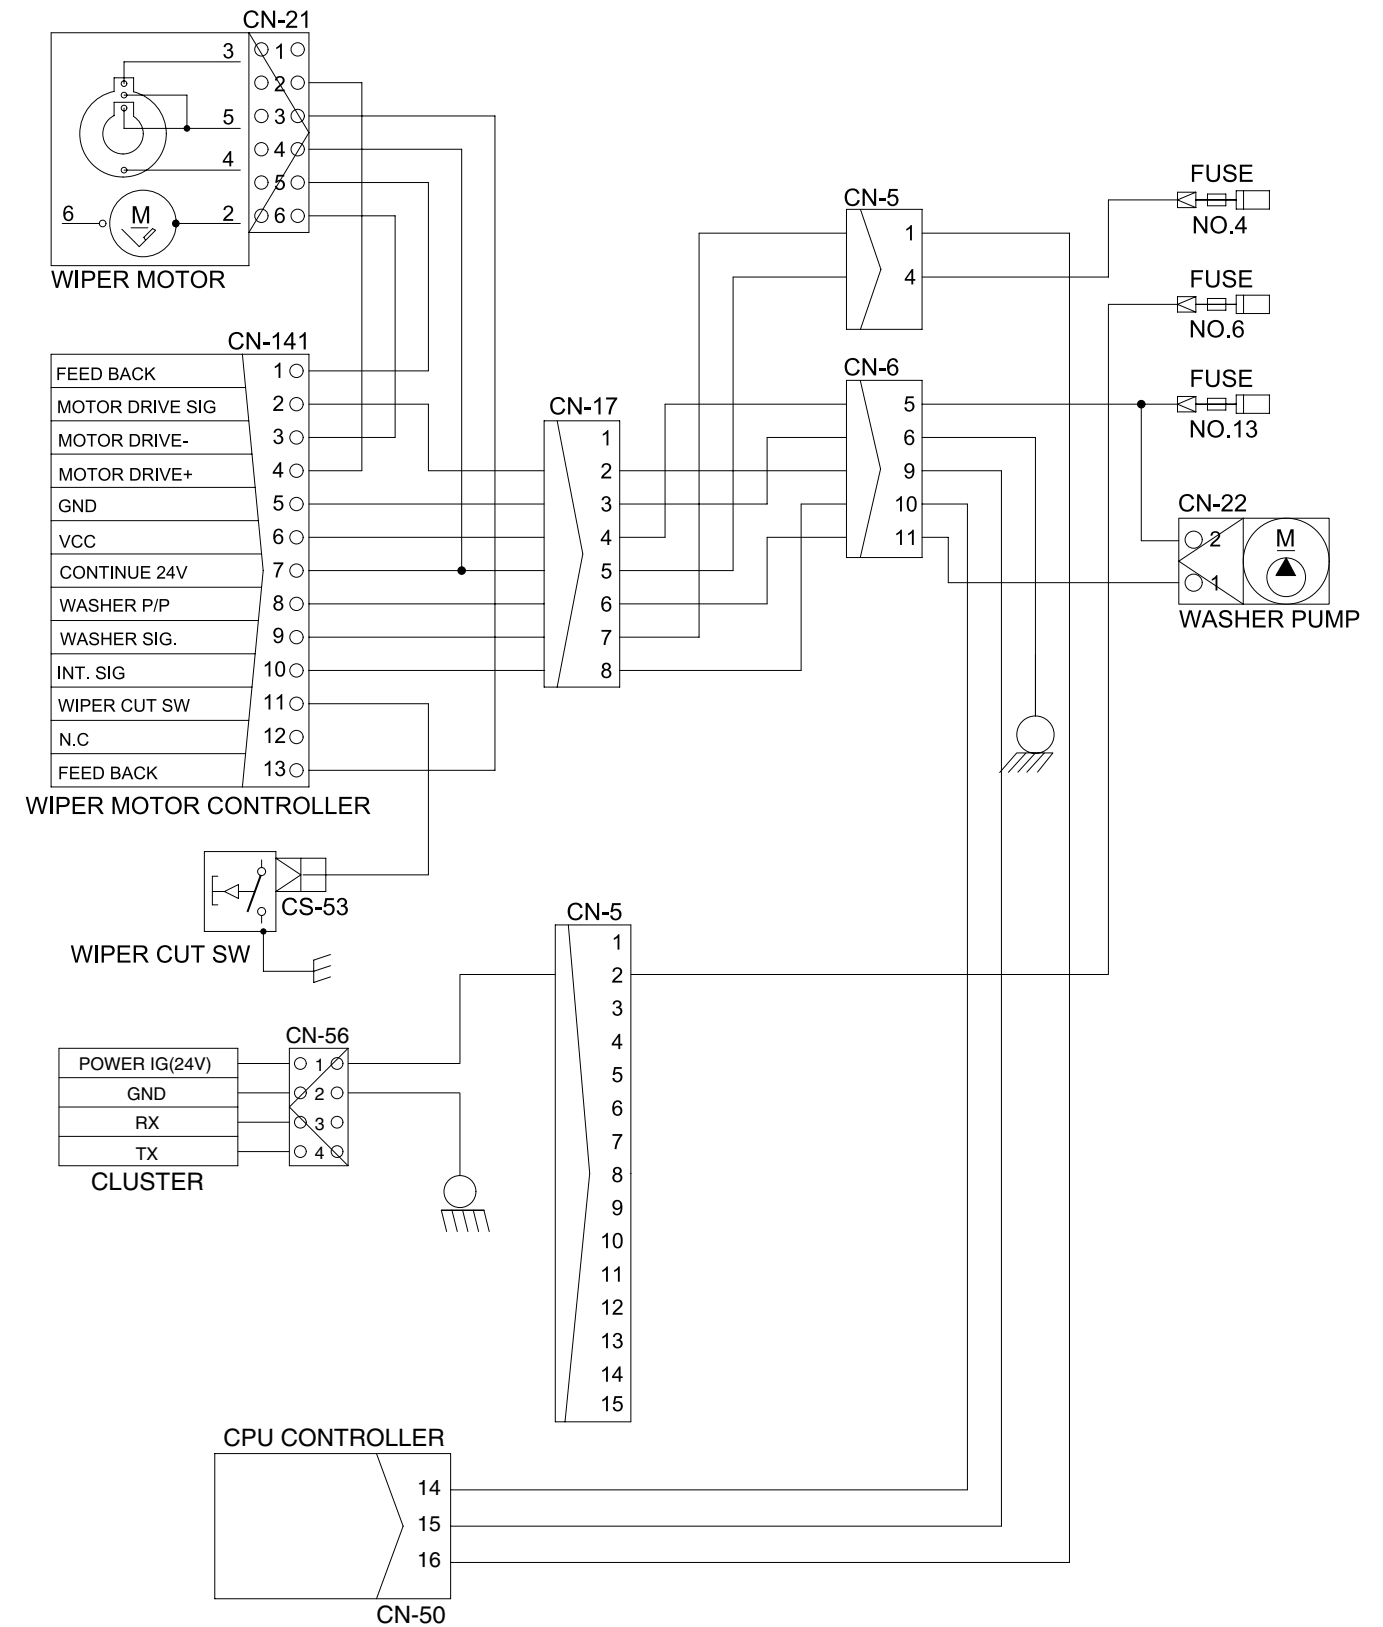 CN-21
3
5
4
6
M
2
1
2
3
4
5
6
WIPER MOTOR
CN-141
FEED BACK 1
MOTOR DRIVE SIG 2
MOTOR DRIVE- 3
MOTOR DRIVE+ 4
GND 5
VCC 6
CONTINUE 24V 7
WASHER P/P 8
WASHER SIG. 9
INT. SIG 10
WIPER CUT SW 11
N.C 12
FEED BACK 13
WIPER MOTOR CONTROLLER
CS-53
WIPER CUT SW
CN-17
1
2
3
4
5
6
7
8
CN-5
1
4
CN-6
5
6
9
10
11
FUSE
NO.4
FUSE
NO.6
FUSE
NO.13
CN-22
2
1
M
WASHER PUMP
CN-56
POWER IG(24V) 1
GND 2
RX 3
TX 4
CLUSTER
CN-5
1
2
3
4
5
6
7
8
9
10
11
12
13
14
15
CPU CONTROLLER
14
15
16
CN-50